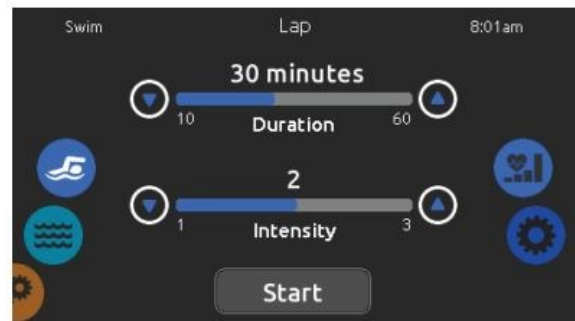 Swim Lap 8:01am
30 minutes
10 60
Duration
2
1 3
Intensity
Start